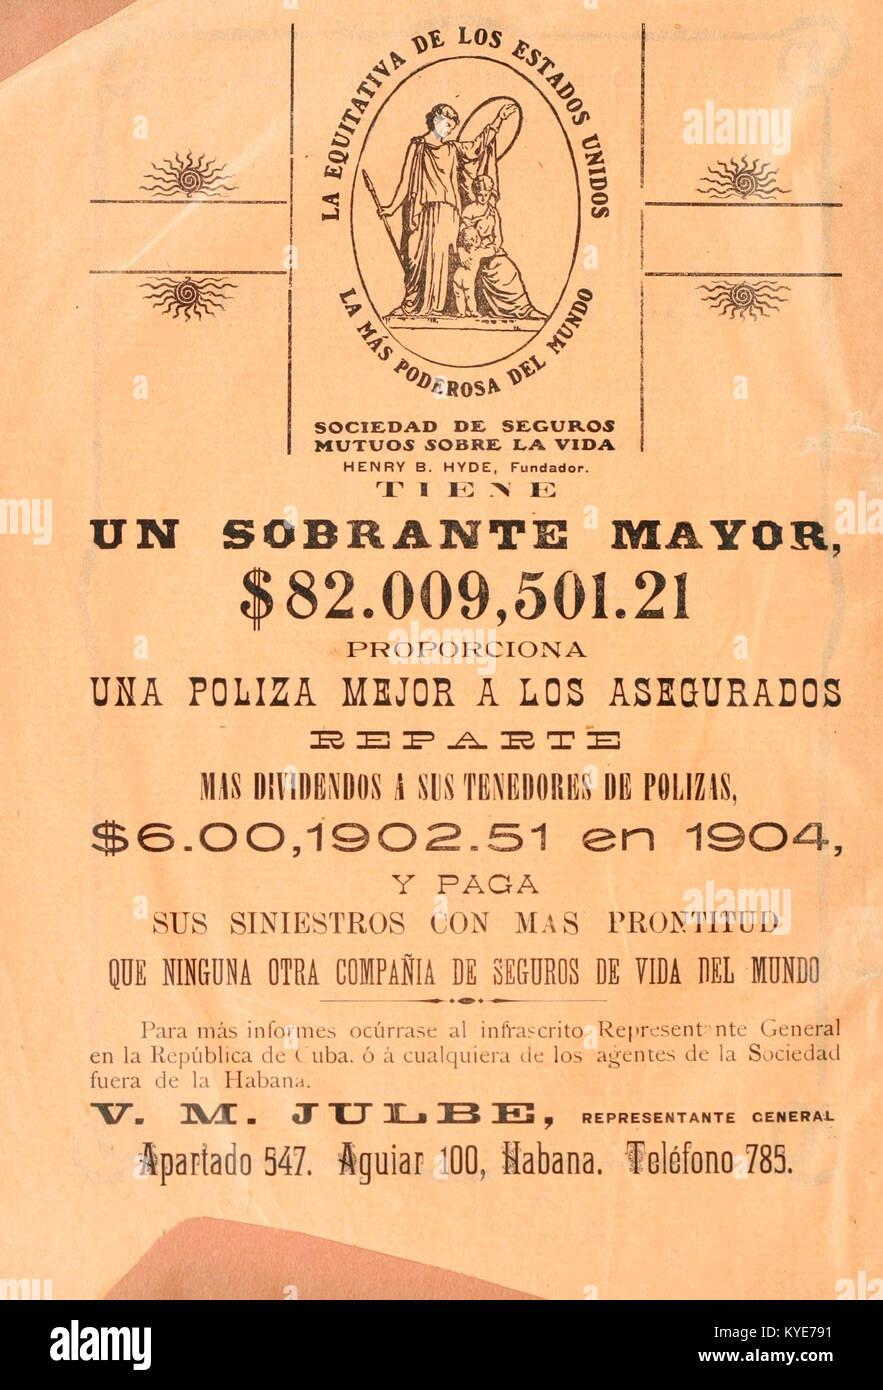 LA EQUITATIVA DE LOS ESTADOS UNIDOS
LA MÁS PODEROSA DEL MUNDO
SOCIEDAD DE SEGUROS
MUTUOS SOBRE LA VIDA
HENRY B. HYDE, Fundador.
TIENE
UN SOBRANTE MAYOR,
$82.009,501.21
PROPORCIONA
UNA POLIZA MEJOR A LOS ASEGURADOS
REPARTE
MAS DIVIDENDOS A SUS TENEDORES DE POLIZAS,
$6.00,1902.51 en 1904,
Y PAGA
SUS SINIESTROS CON MAS PRONTITUD
QUE NINGUNA OTRA COMPAÑIA DE SEGUROS DE VIDA DEL MUNDO
Para más informes ocúrrase al infrascrito Representante General
en la República de Cuba. ó á cualquiera de los agentes de la Sociedad
fuera de la Habana.
V. M. JULBE, REPRESENTANTE GENERAL
Apartado 547. Aguiar 100, Habana. Teléfono 785.
alamy
Image ID: KYE791
www.alamy.com